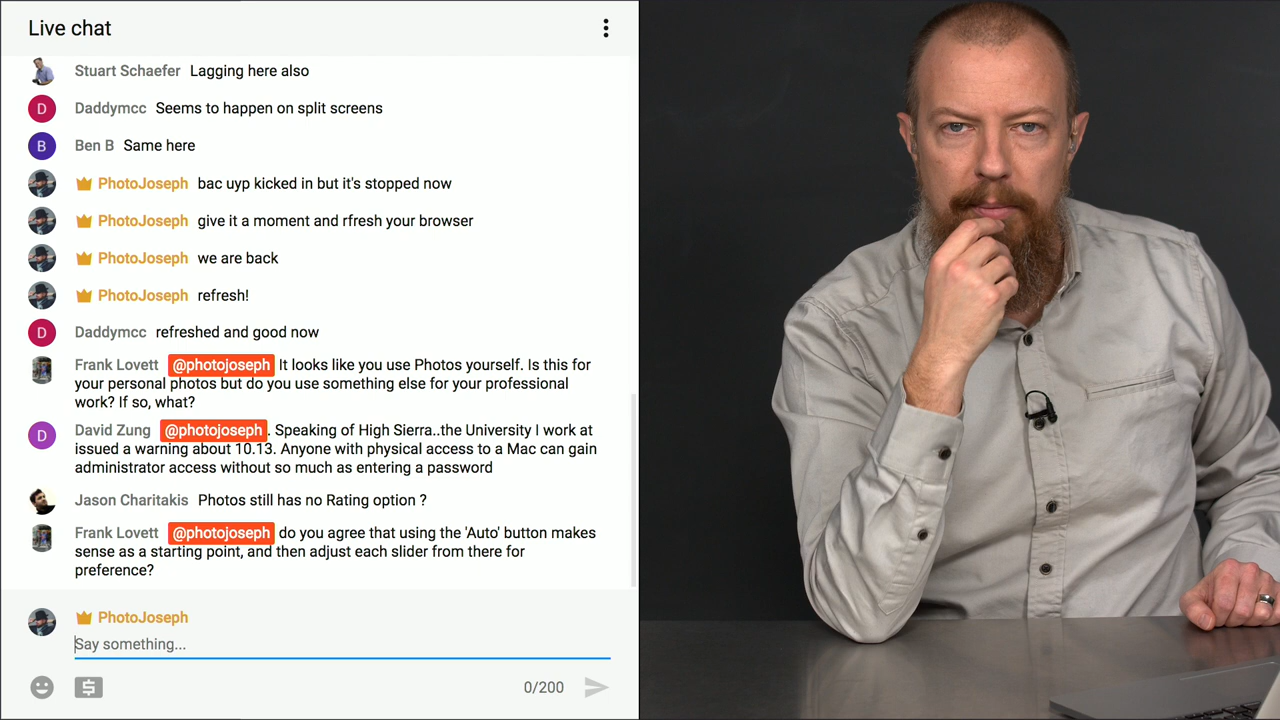 Live chat
Stuart Schaefer Lagging here also
D Daddymcc Seems to happen on split screens
B Ben B Same here
PhotoJoseph bac uyp kicked in but it's stopped now
PhotoJoseph give it a moment and rfresh your browser
PhotoJoseph we are back
PhotoJoseph refresh!
D Daddymcc refreshed and good now
Frank Lovett @photojoseph It looks like you use Photos yourself. Is this for
your personal photos but do you use something else for your professional
work? If so, what?
D David Zung @photojoseph. Speaking of High Sierra..the University I work at
issued a warning about 10.13. Anyone with physical access to a Mac can gain
administrator access without so much as entering a password
Jason Charitakis Photos still has no Rating option ?
Frank Lovett @photojoseph do you agree that using the 'Auto' button makes
sense as a starting point, and then adjust each slider from there for
preference?
PhotoJoseph
Say something...
$ 0/200